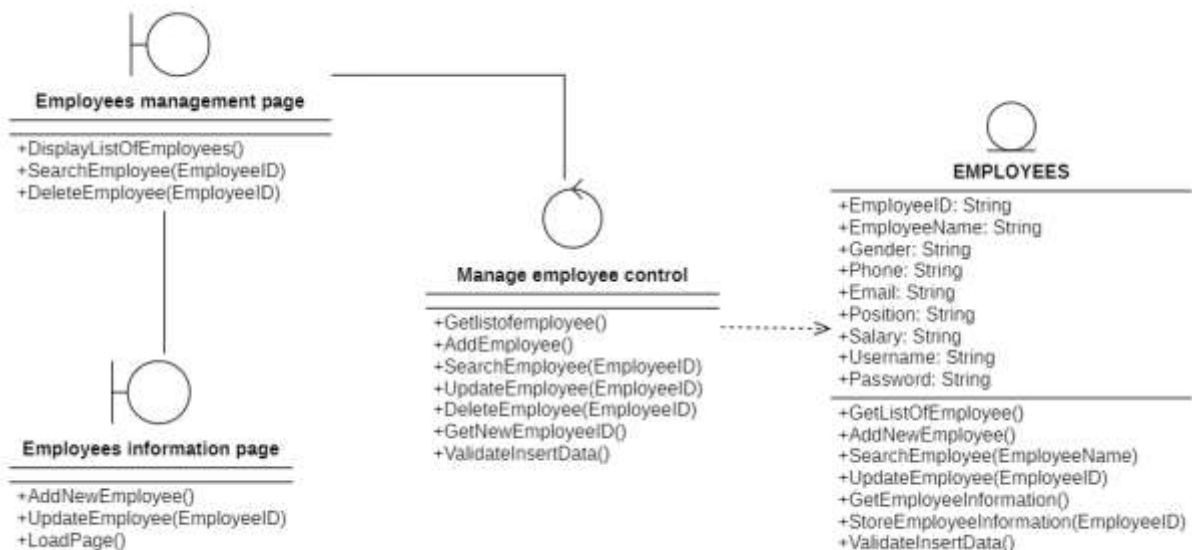 Employees management page
+DisplayListOfEmployees()
+SearchEmployee(EmployeeID)
+DeleteEmployee(EmployeeID)
Employees information page
+AddNewEmployee()
+UpdateEmployee(EmployeeID)
+LoadPage()
Manage employee control
+Getlistofemployee()
+AddEmployee()
+SearchEmployee(EmployeeID)
+UpdateEmployee(EmployeeID)
+DeleteEmployee(EmployeeID)
+GetNewEmployeeID()
+ValidateInsertData()
EMPLOYEES
+EmployeeID: String
+EmployeeName: String
+Gender: String
+Phone: String
+Email: String
+Position: String
+Salary: String
+Username: String
+Password: String
+GetListOfEmployee()
+AddNewEmployee()
+SearchEmployee(EmployeeName)
+UpdateEmployee(EmployeeID)
+GetEmployeeInformation()
+StoreEmployeeInformation(EmployeeID)
+ValidateInsertData()